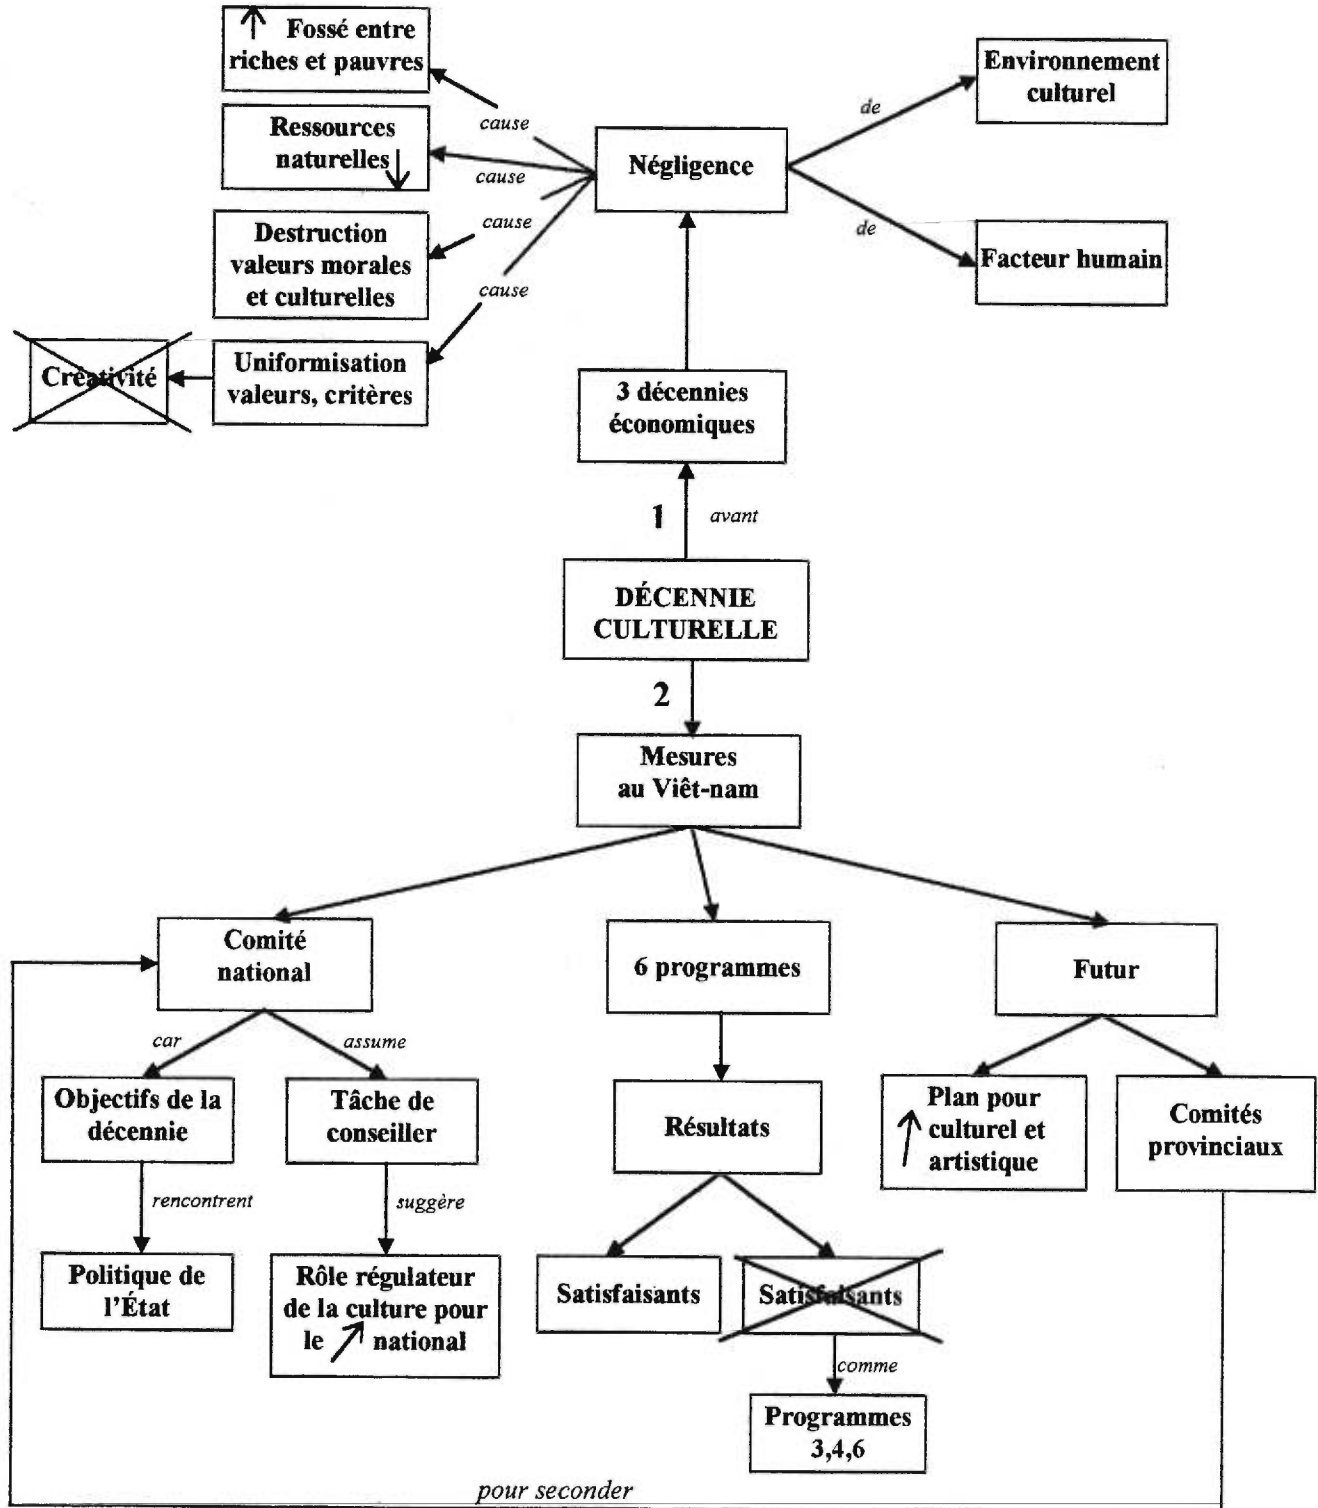 Fossé entre
riches et pauvres
Ressources
naturelles
Destruction
valeurs morales
et culturelles
Uniformisation
valeurs, critères
Créativité
cause
cause
cause
cause
Négligence
de
de
Environnement
culturel
Facteur humain
3 décennies
économiques
1
avant
DÉCENNIE
CULTURELLE
2
Mesures
au Viêt-nam
Comité
national
6 programmes
Futur
car
assume
Objectifs de la
décennie
Tâche de
conseiller
Résultats
Plan pour
culturel et
artistique
Comités
provinciaux
rencontrent
suggère
Politique de
l'État
Rôle régulateur
de la culture pour
le national
Satisfaisants
Satisfaisants
comme
Programmes
3,4,6
pour seconder